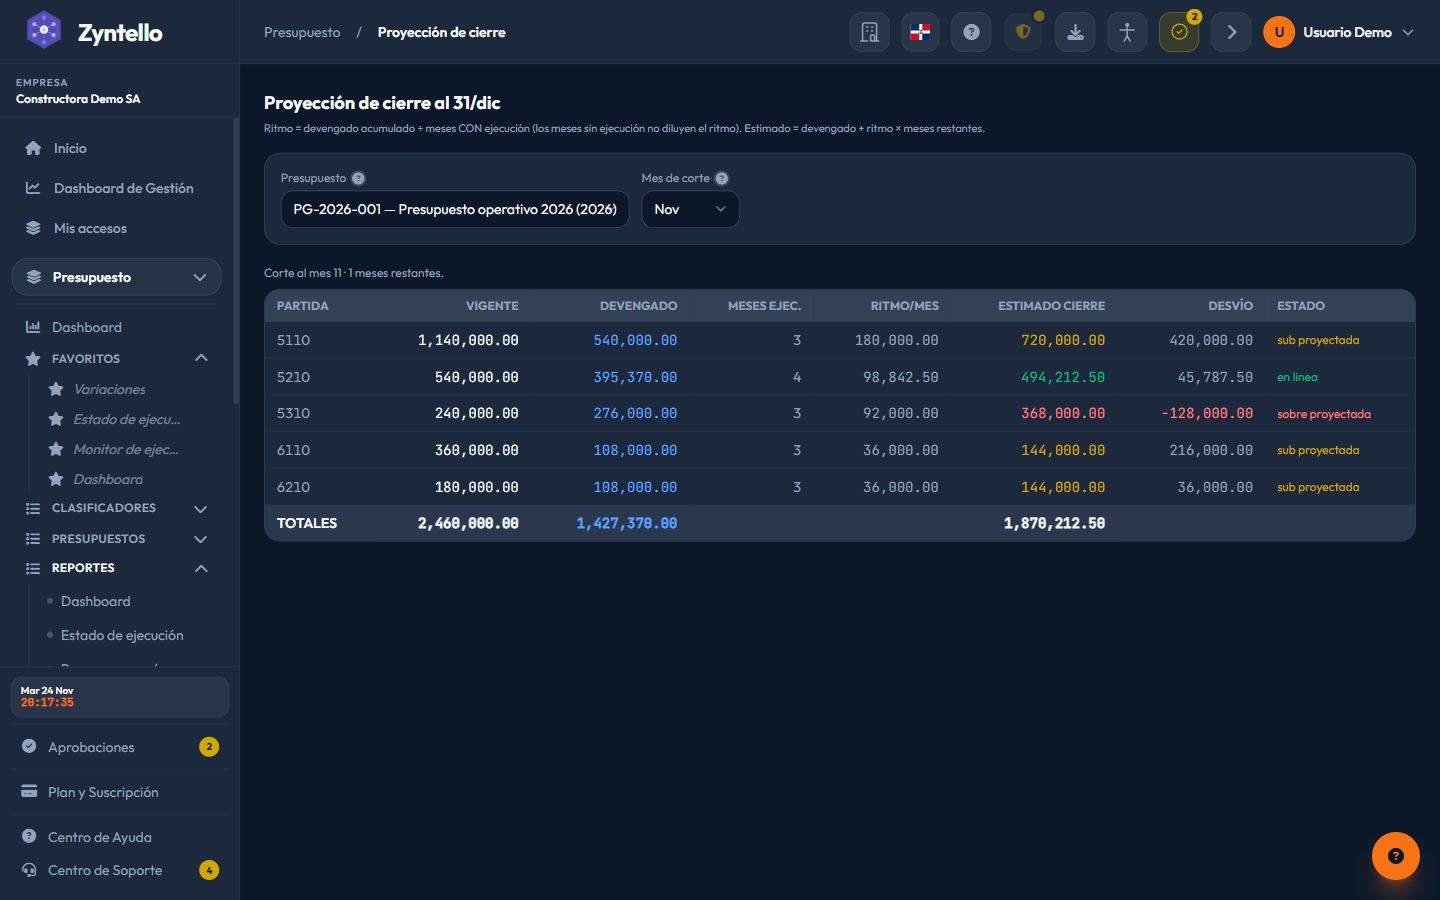 Zyntello
Presupuesto / Proyección de cierre
2
U Usuario Demo
EMPRESA
Constructora Demo SA
Inicio
Dashboard de Gestión
Mis accesos
Presupuesto
Dashboard
FAVORITOS
Variaciones
Estado de ejecu...
Monitor de ejec...
Dashboard
CLASIFICADORES
PRESUPUESTOS
REPORTES
Dashboard
Estado de ejecución
Mar 24 Nov
20:17:35
Aprobaciones 2
Plan y Suscripción
Centro de Ayuda
Centro de Soporte 4
Proyección de cierre al 31/dic
Ritmo = devengado acumulado ÷ meses CON ejecución (los meses sin ejecución no diluyen el ritmo). Estimado = devengado + ritmo × meses restantes.
Presupuesto ? Mes de corte ?
PG-2026-001 — Presupuesto operativo 2026 (2026) Nov
Corte al mes 11 · 1 meses restantes.
PARTIDA VIGENTE DEVENGADO MESES EJEC. RITMO/MES ESTIMADO CIERRE DESVÍO ESTADO
5110 1,140,000.00 540,000.00 3 180,000.00 720,000.00 420,000.00 sub proyectada
5210 540,000.00 395,370.00 4 98,842.50 494,212.50 45,787.50 en linea
5310 240,000.00 276,000.00 3 92,000.00 368,000.00 -128,000.00 sobre proyectada
6110 360,000.00 108,000.00 3 36,000.00 144,000.00 216,000.00 sub proyectada
6210 180,000.00 108,000.00 3 36,000.00 144,000.00 36,000.00 sub proyectada
TOTALES 2,460,000.00 1,427,370.00 1,870,212.50